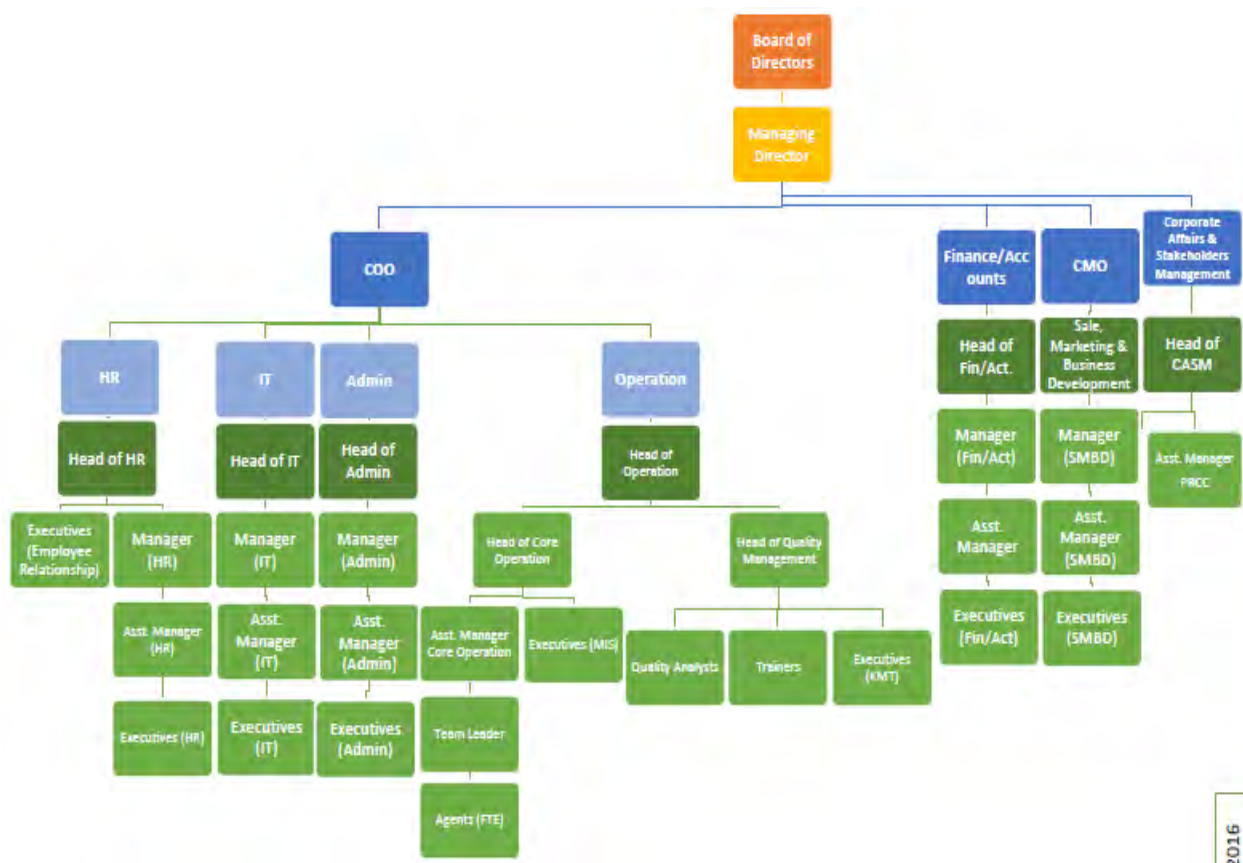 Board of
Directors
Managing
Director
COO
Finance/Acc
ounts
CMO
Corporate
Affairs &
Stakeholders
Management
HR
IT
Admin
Operation
Head of
Fin/Act.
Sale,
Marketing &
Business
Development
Head of
CASM
Head of HR
Head of IT
Head of
Admin
Head of
Operation
Manager
(Fin/Act)
Manager
(SMBD)
Asst. Manager
PRCC
Executives
(Employee
Relationship)
Manager
(HR)
Manager
(IT)
Manager
(Admin)
Head of Core
Operation
Head of Quality
Management
Asst.
Manager
Asst.
Manager
(SMBD)
Asst. Manager
(HR)
Asst.
Manager
(IT)
Asst.
Manager
(Admin)
Asst. Manager
Core Operation
Executives (MIS)
Quality Analysts
Trainers
Executives
(KMT)
Executives
(Fin/Act)
Executives
(SMBD)
Executives (HR)
Executives
(IT)
Executives
(Admin)
Team Leader
Agents (FTE)
2016